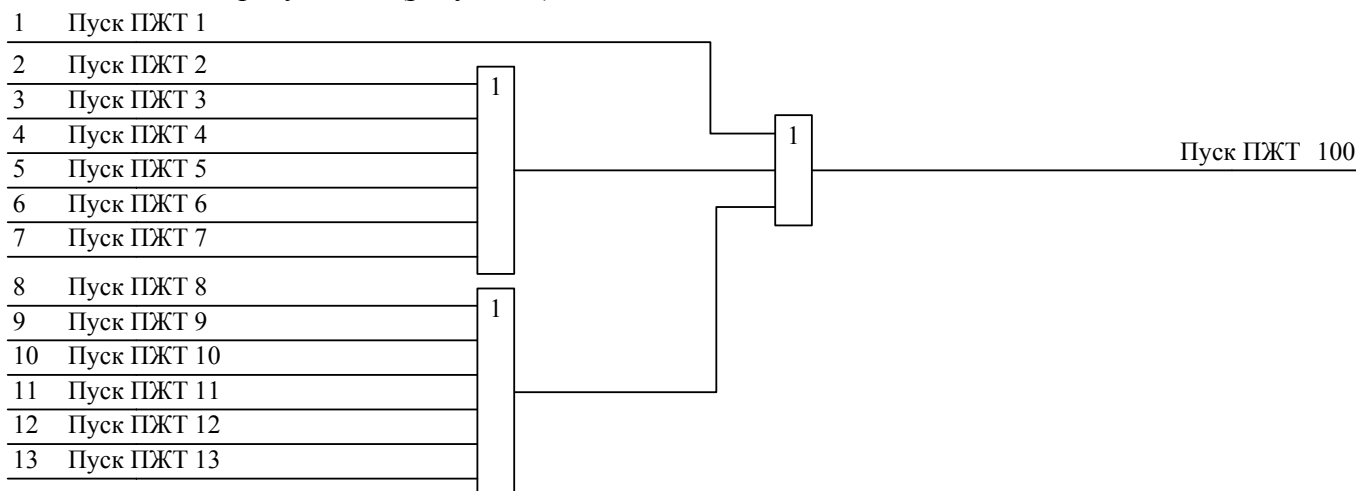 1 Пуск ПЖТ 1
2 Пуск ПЖТ 2
1
3 Пуск ПЖТ 3
4 Пуск ПЖТ 4
1
5 Пуск ПЖТ 5
Пуск ПЖТ 100
6 Пуск ПЖТ 6
7 Пуск ПЖТ 7
8 Пуск ПЖТ 8
1
9 Пуск ПЖТ 9
10 Пуск ПЖТ 10
11 Пуск ПЖТ 11
12 Пуск ПЖТ 12
13 Пуск ПЖТ 13